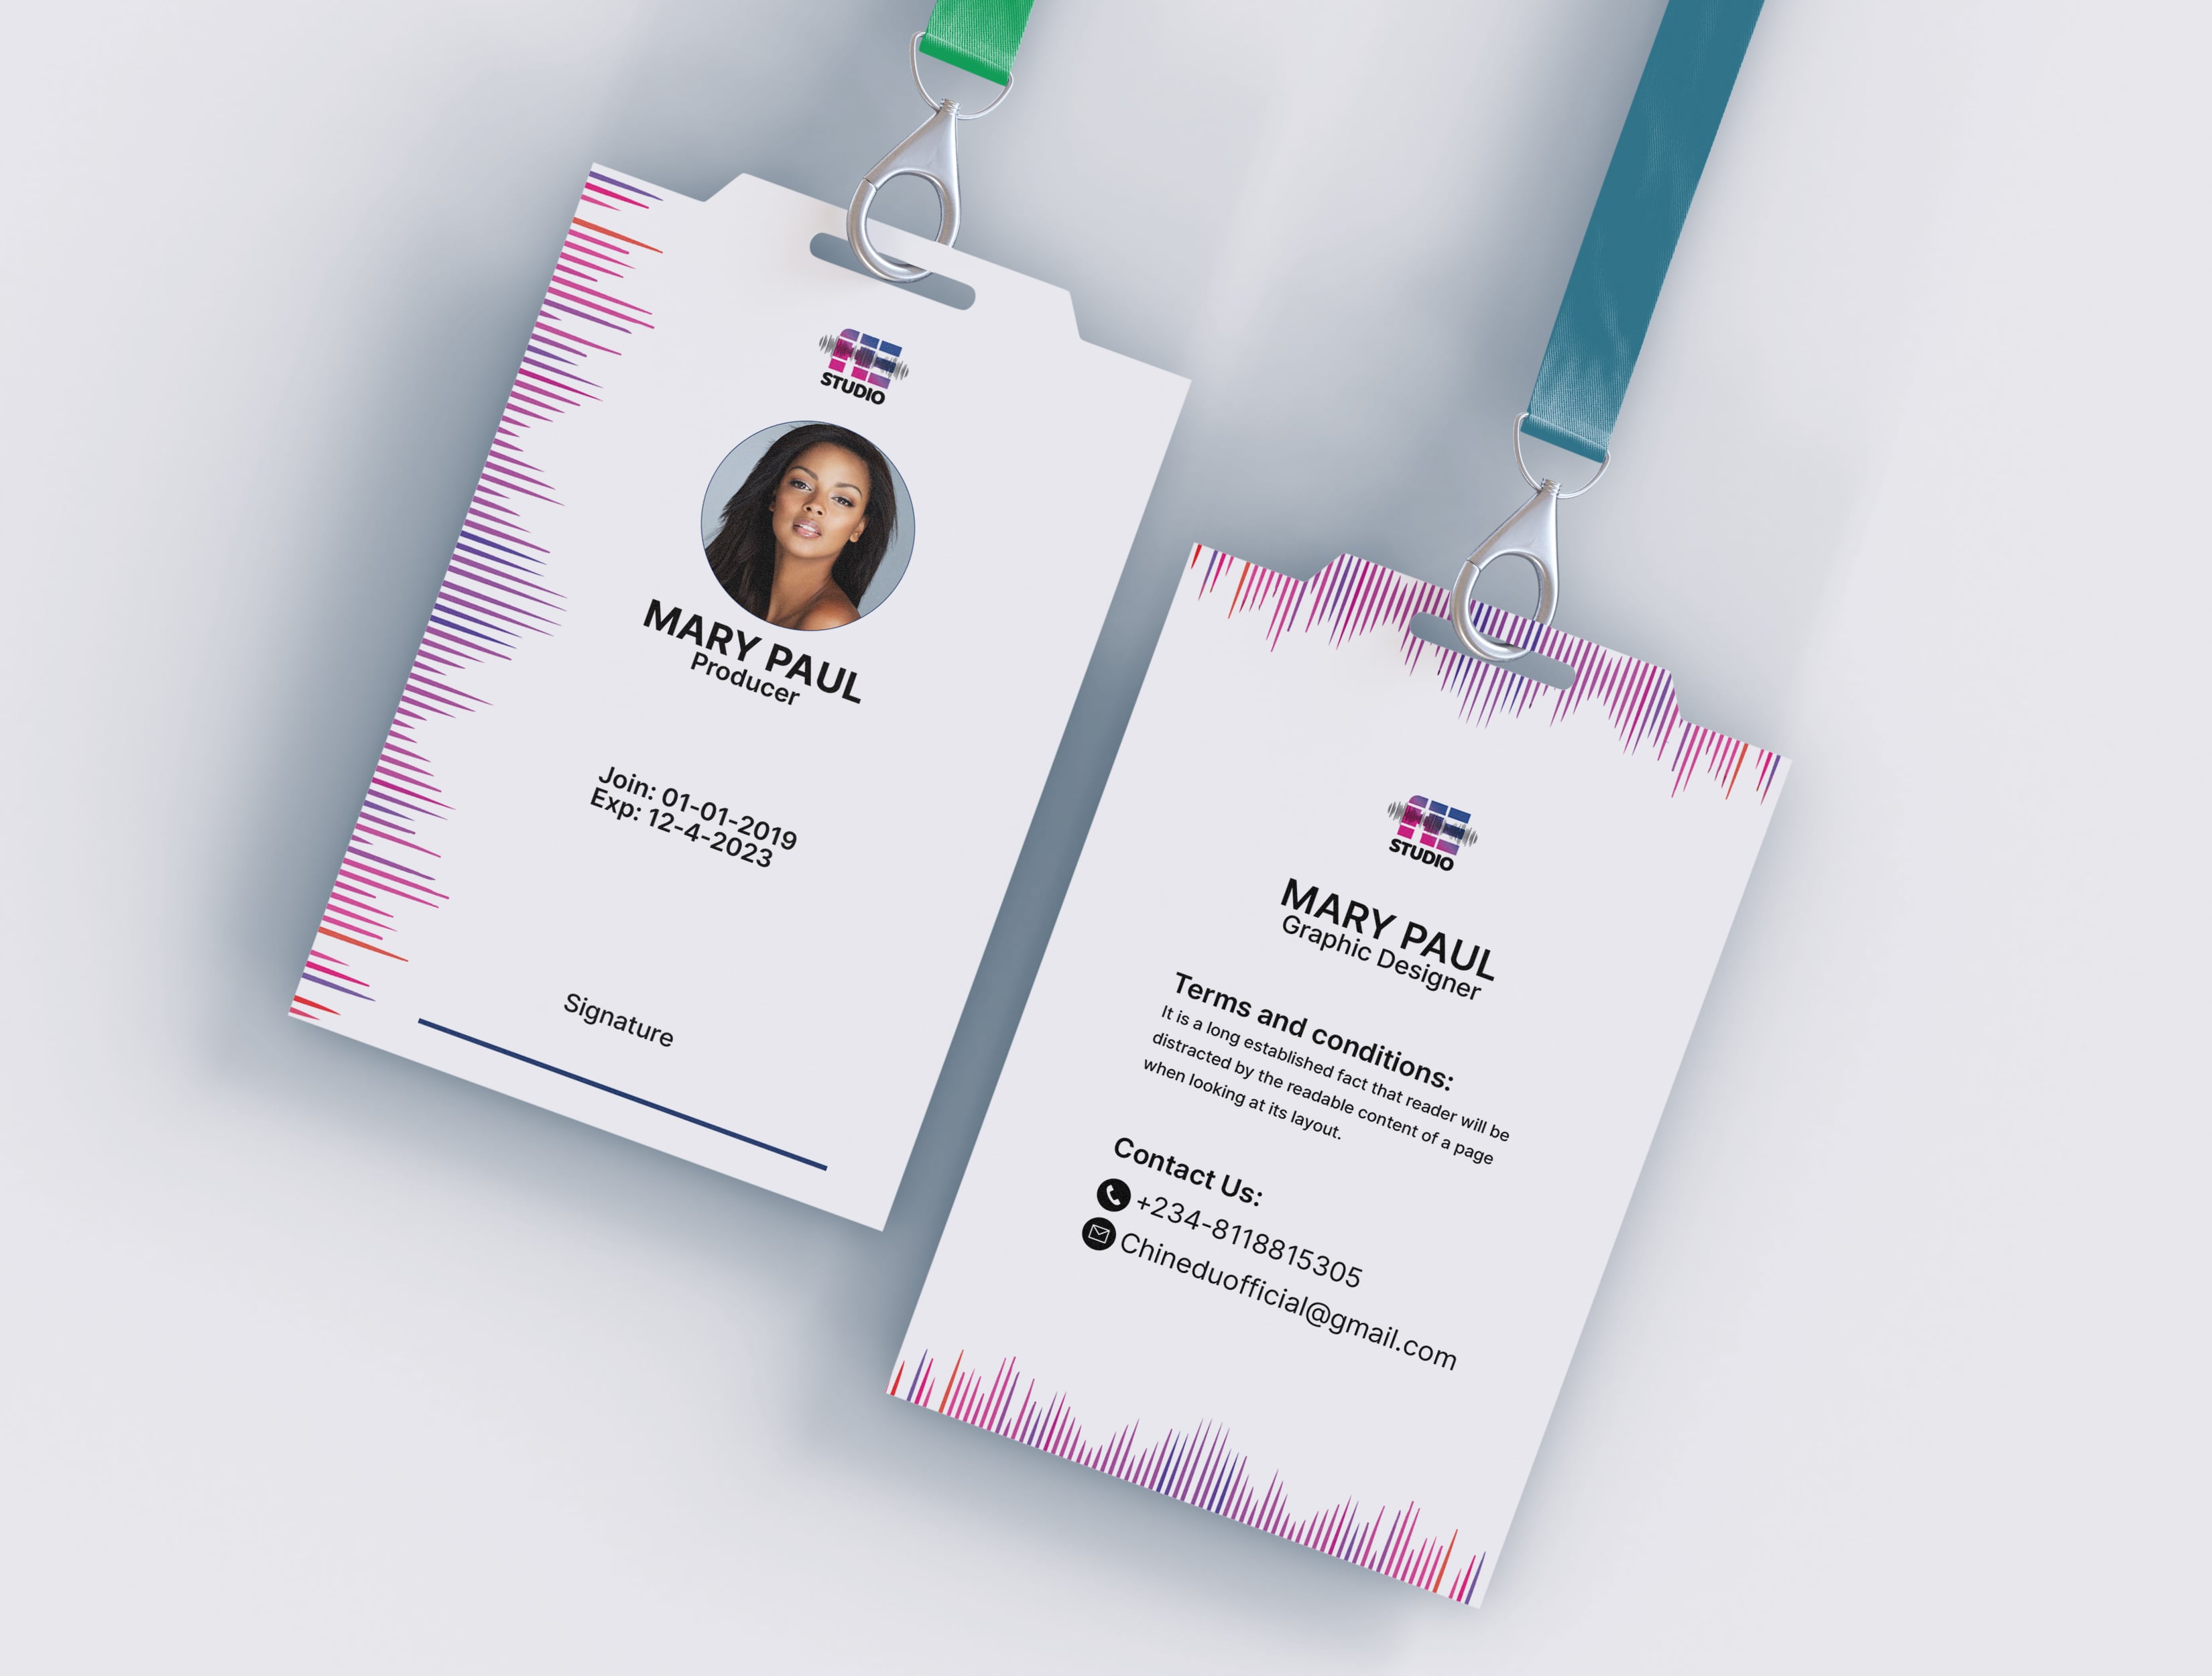 STUDIO
MARY PAUL
Producer
Join: 01-01-2019
Exp: 12-4-2023
Signature
STUDIO
MARY PAUL
Graphic Designer
Terms and conditions:
It is a long established fact that reader will be
distracted by the readable content of a page
when looking at its layout.
Contact Us:
+234-8118815305
Chineduofficial@gmail.com